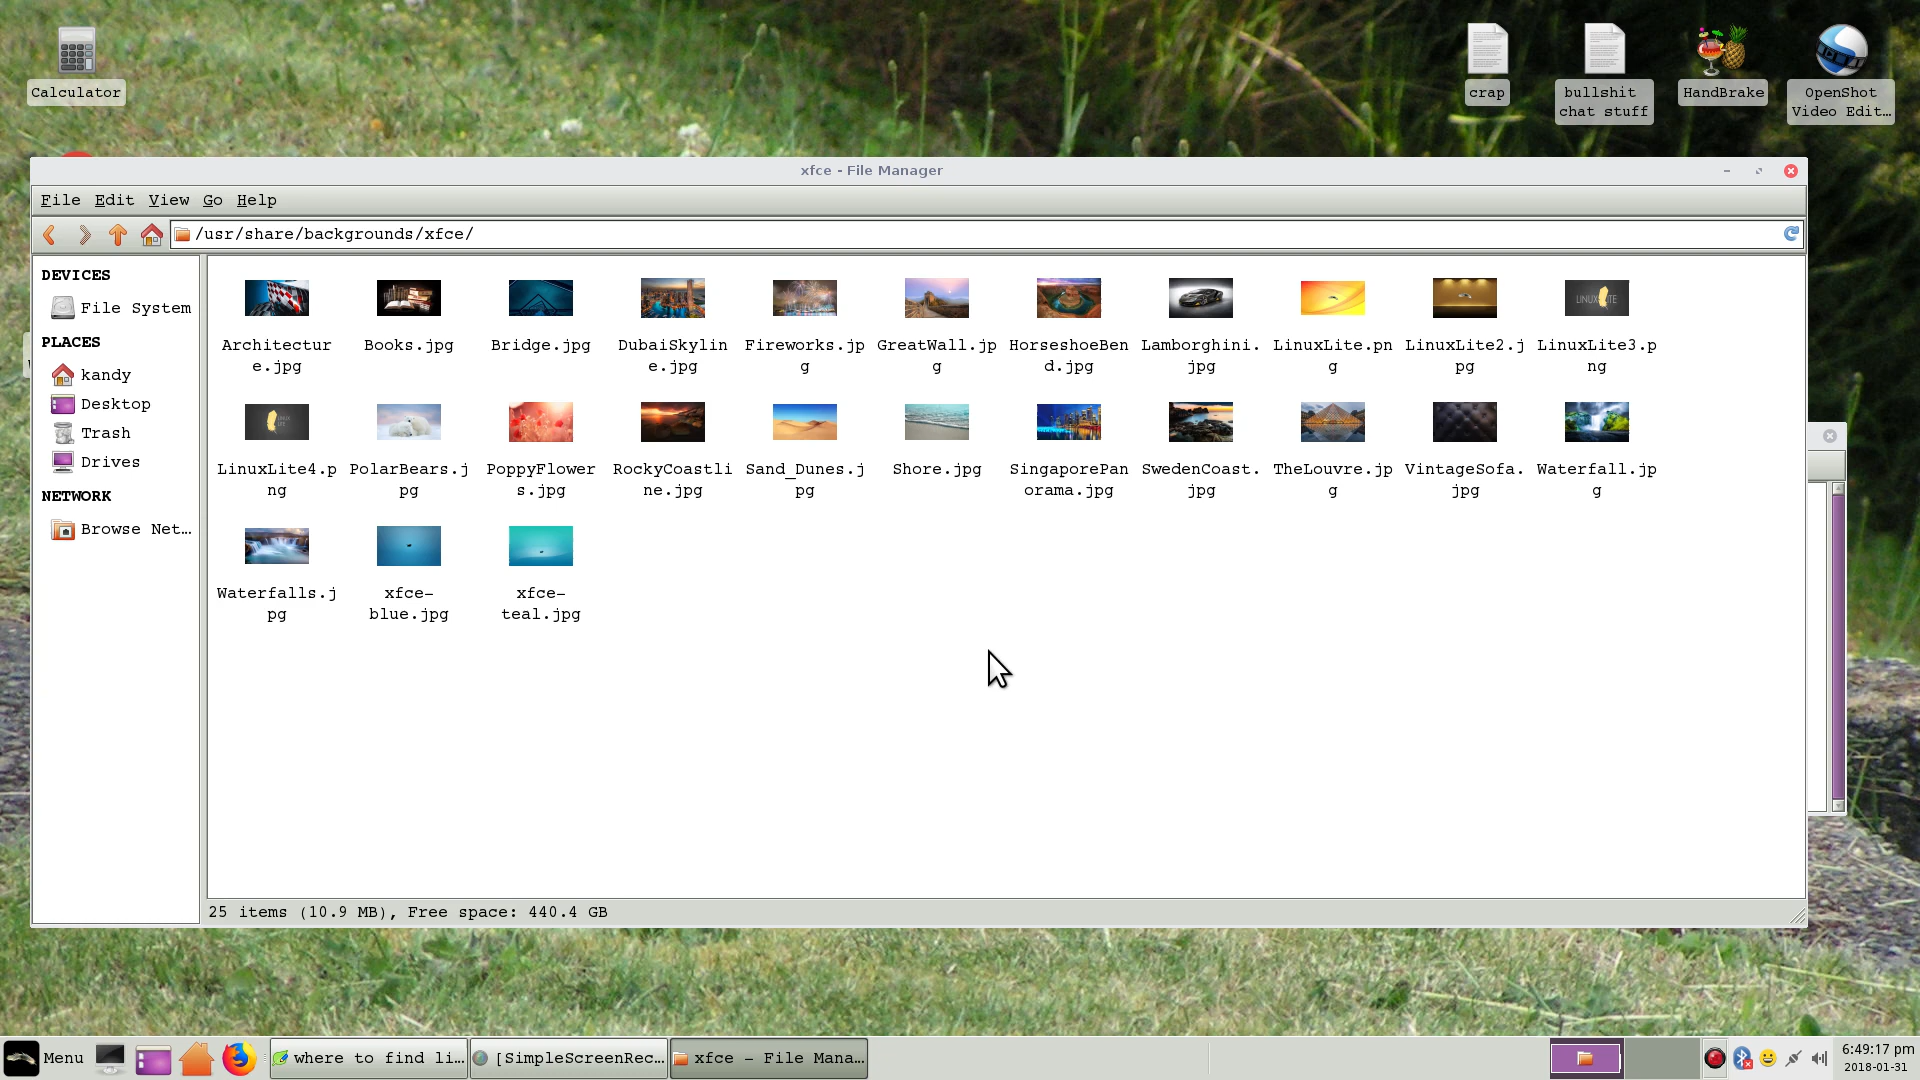 Calculator
crap
bullshit
chat stuff
HandBrake
OpenShot
Video Edit…
xfce - File Manager
File Edit View Go Help
/usr/share/backgrounds/xfce/
DEVICES
File System
PLACES
kandy
Desktop
Trash
Drives
NETWORK
Browse Net…
Architectur
e.jpg
Books.jpg
Bridge.jpg
DubaiSkylin
e.jpg
Fireworks.jp
g
GreatWall.jp
g
HorseshoeBen
d.jpg
Lamborghini.
jpg
LinuxLite.pn
g
LinuxLite2.j
pg
LINUX LITE
LinuxLite3.p
ng
LinuxLite4.p
ng
PolarBears.j
pg
PoppyFlower
s.jpg
RockyCoastli
ne.jpg
Sand_Dunes.j
pg
Shore.jpg
SingaporePan
orama.jpg
SwedenCoast.
jpg
TheLouvre.jp
g
VintageSofa.
jpg
Waterfall.jp
g
Waterfalls.j
pg
xfce-
blue.jpg
xfce-
teal.jpg
25 items (10.9 MB), Free space: 440.4 GB
Menu
where to find li…
[SimpleScreenRec…
xfce - File Mana…
6:49:17 pm
2018-01-31